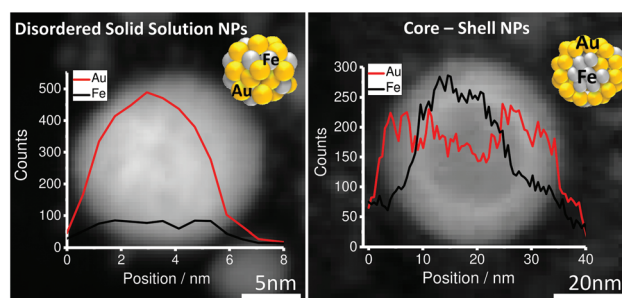 Disordered Solid Solution NPs
Fe
Au
Au
Fe
500
400
300
200
100
0
Counts
0
2
4
6
8
Position / nm
5nm
Core – Shell NPs
Au
Fe
Au
Fe
300
250
200
150
100
50
0
Counts
0
10
20
30
40
Position / nm
20nm